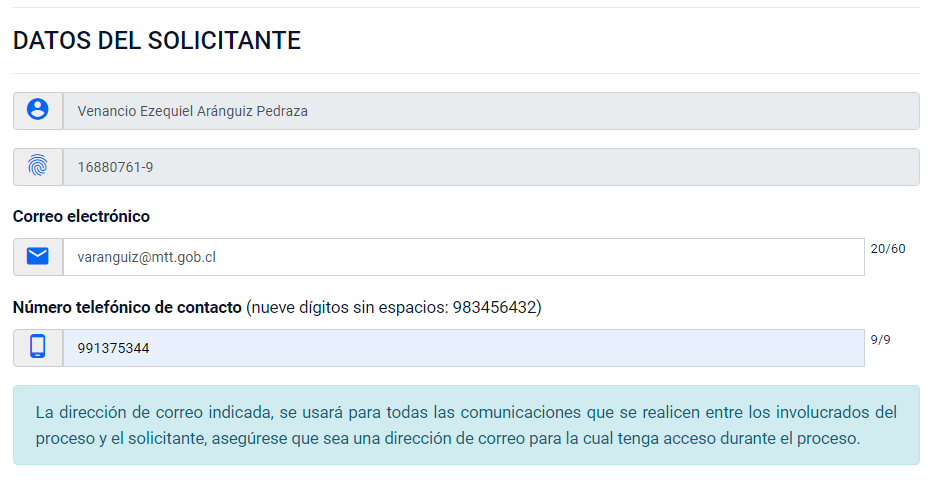 DATOS DEL SOLICITANTE
Venancio Ezequiel Aránguiz Pedraza
16880761-9
Correo electrónico
varanguiz@mtt.gob.cl
20/60
Número telefónico de contacto (nueve dígitos sin espacios: 983456432)
991375344
9/9
La dirección de correo indicada, se usará para todas las comunicaciones que se realicen entre los involucrados del
proceso y el solicitante, asegúrese que sea una dirección de correo para la cual tenga acceso durante el proceso.